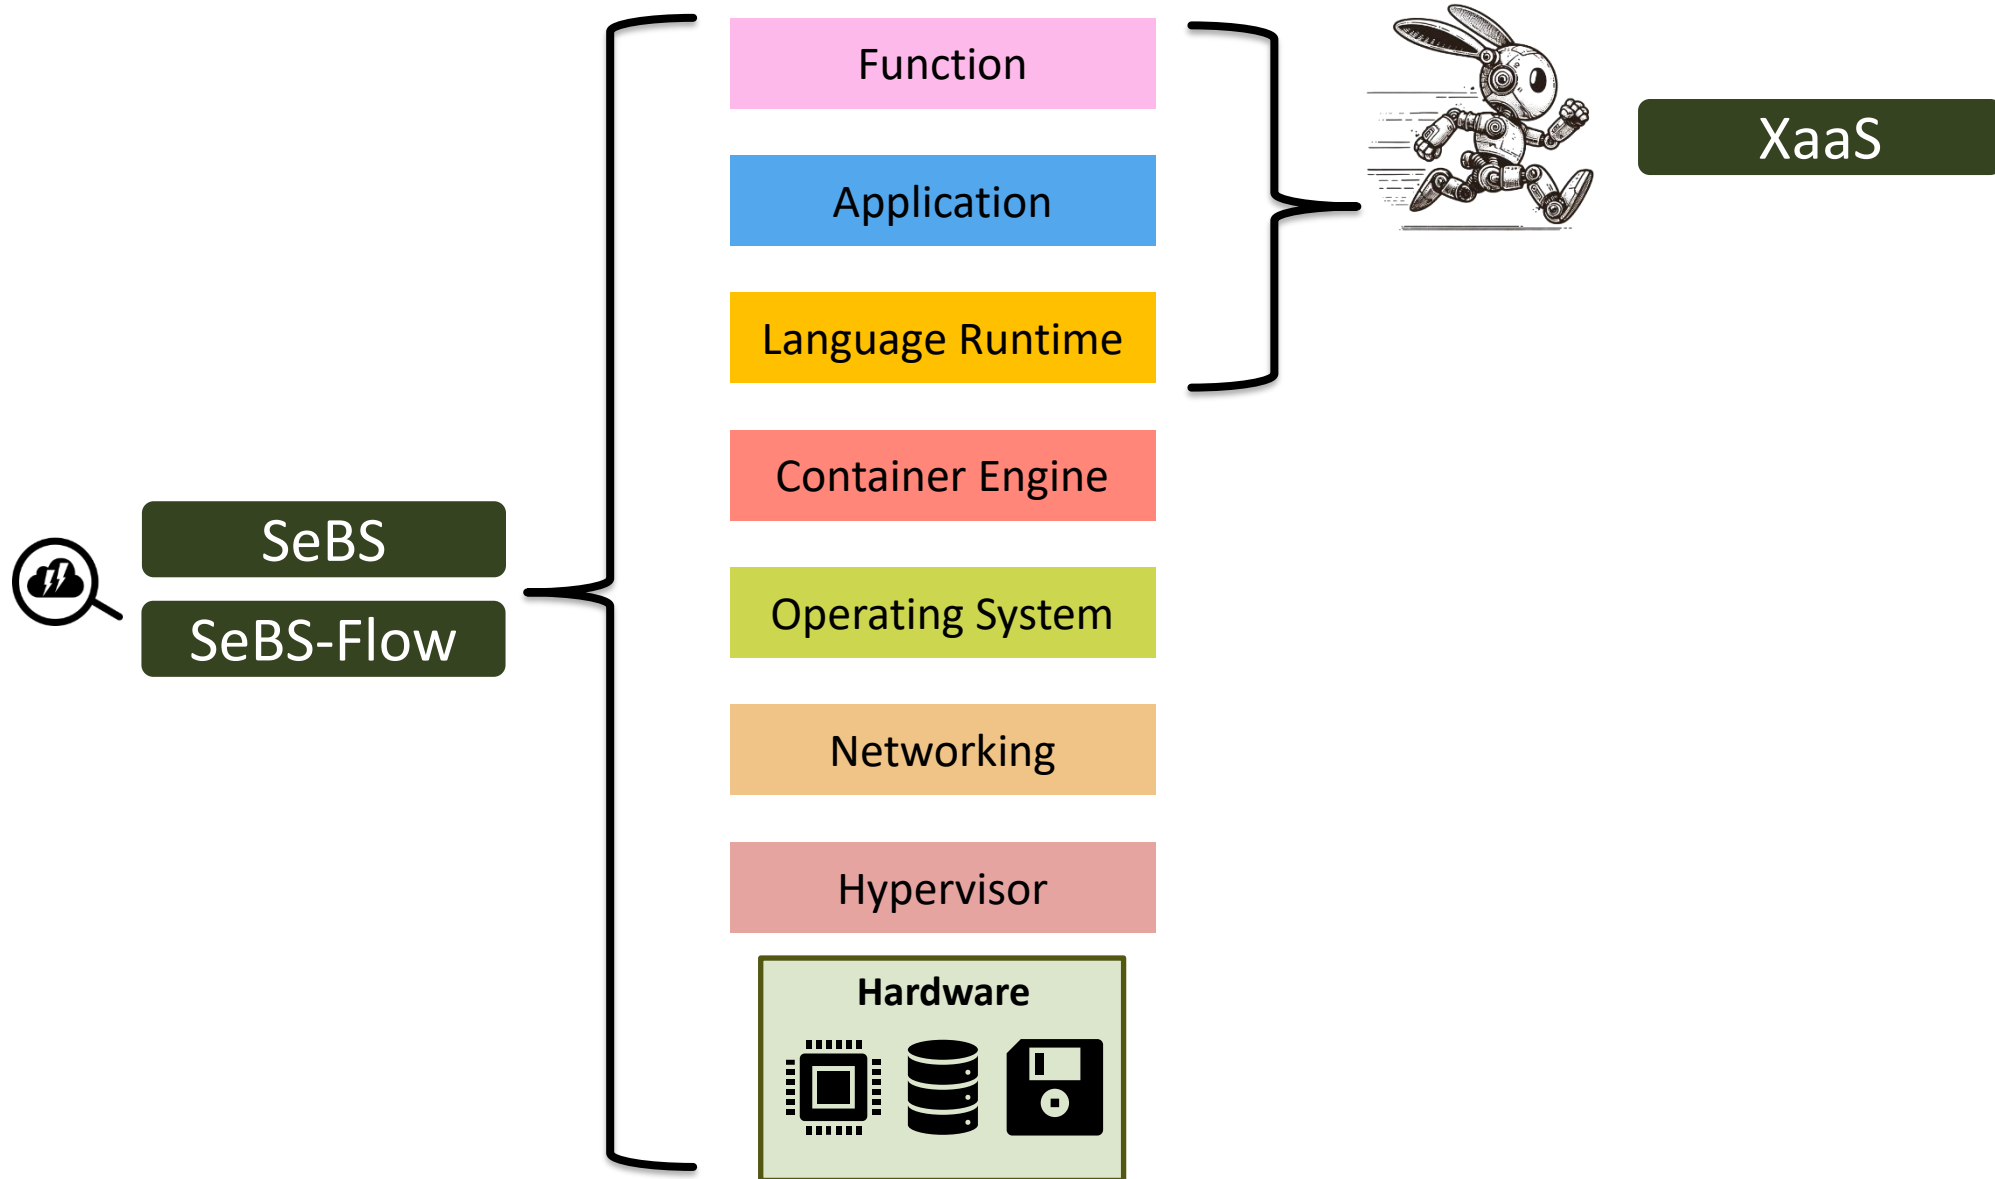 Function
Application
Language Runtime
Container Engine
Operating System
Networking
Hypervisor
Hardware
SeBS
SeBS-Flow
XaaS